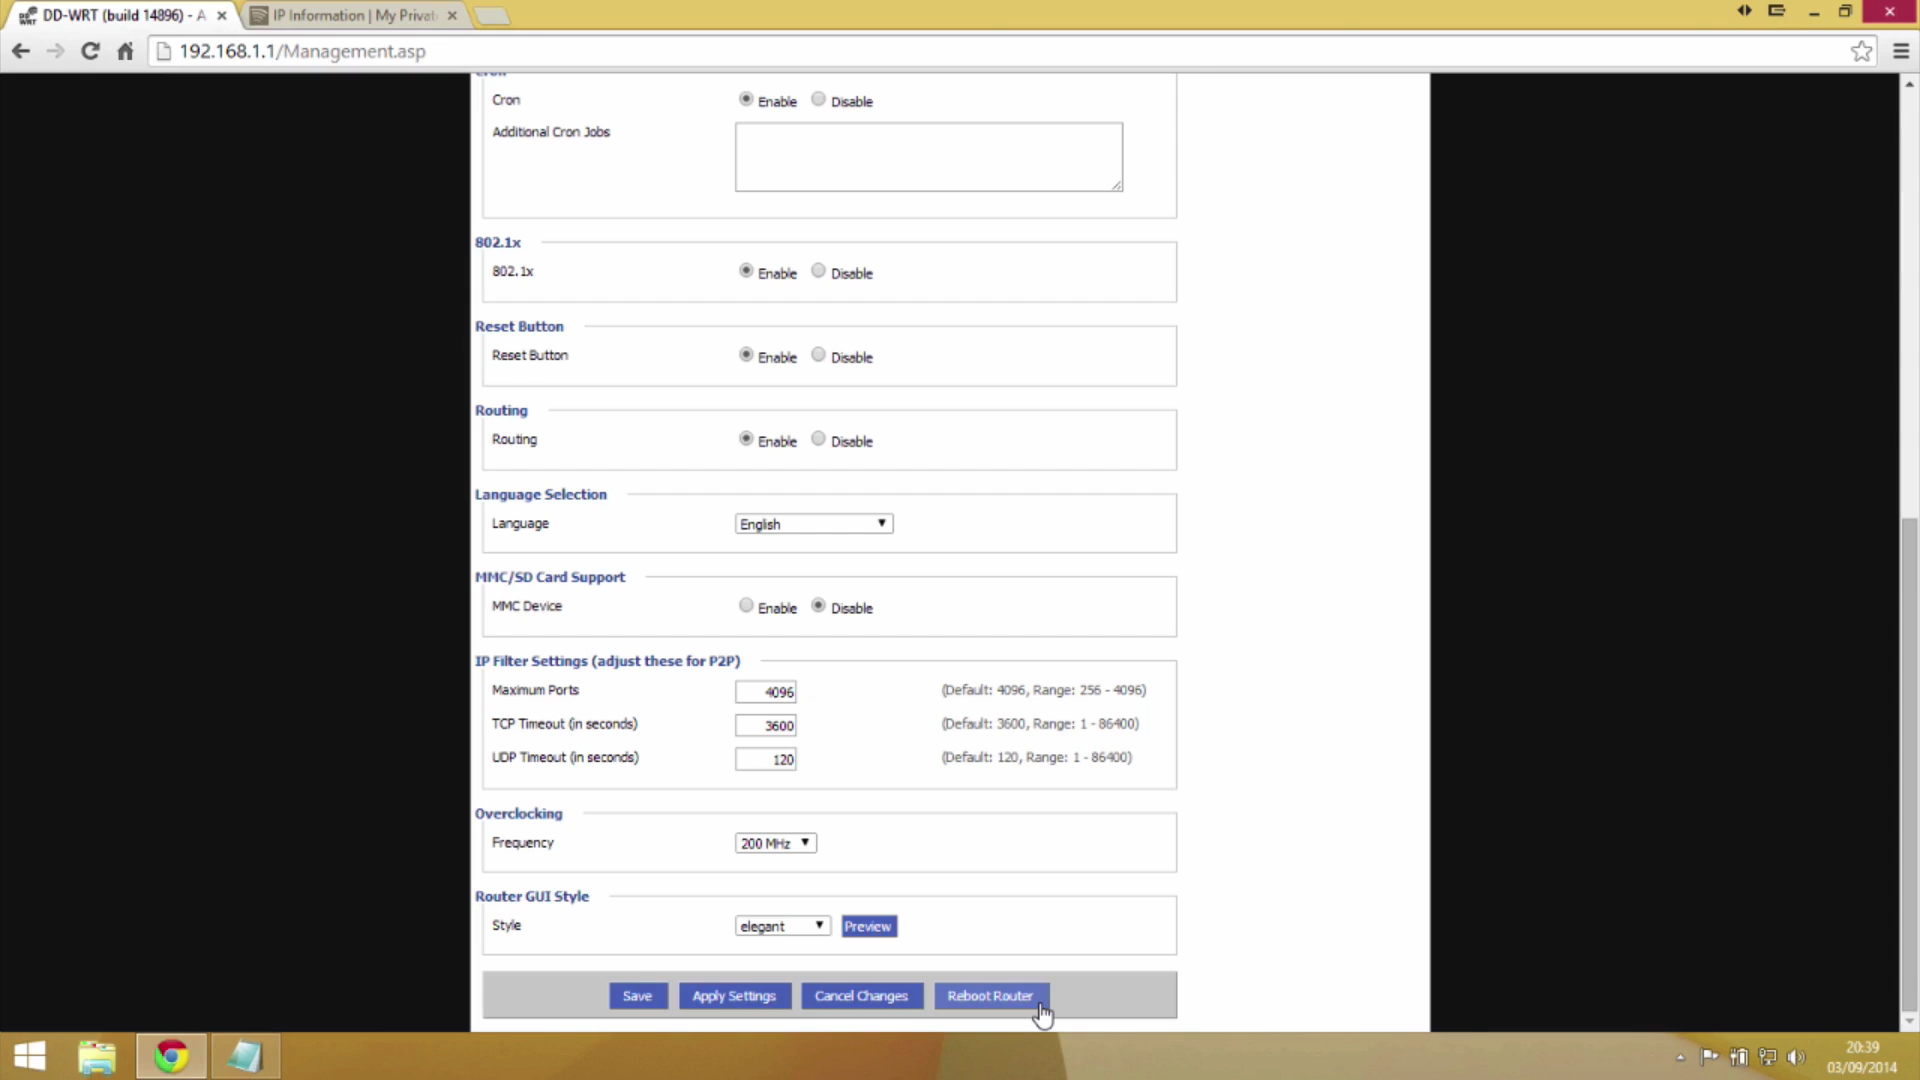 DD-WRT (build 14896) - A
IP Information | My Privat
192.168.1.1/Management.asp
Cron
Cron
Enable
Disable
Additional Cron Jobs
802.1x
802.1x
Enable
Disable
Reset Button
Reset Button
Enable
Disable
Routing
Routing
Enable
Disable
Language Selection
Language
English
MMC/SD Card Support
MMC Device
Enable
Disable
IP Filter Settings (adjust these for P2P)
Maximum Ports
4096
(Default: 4096, Range: 256 - 4096)
TCP Timeout (in seconds)
3600
(Default: 3600, Range: 1 - 86400)
UDP Timeout (in seconds)
120
(Default: 120, Range: 1 - 86400)
Overclocking
Frequency
200 MHz
Router GUI Style
Style
elegant
Preview
Save
Apply Settings
Cancel Changes
Reboot Router
20:39
03/09/2014